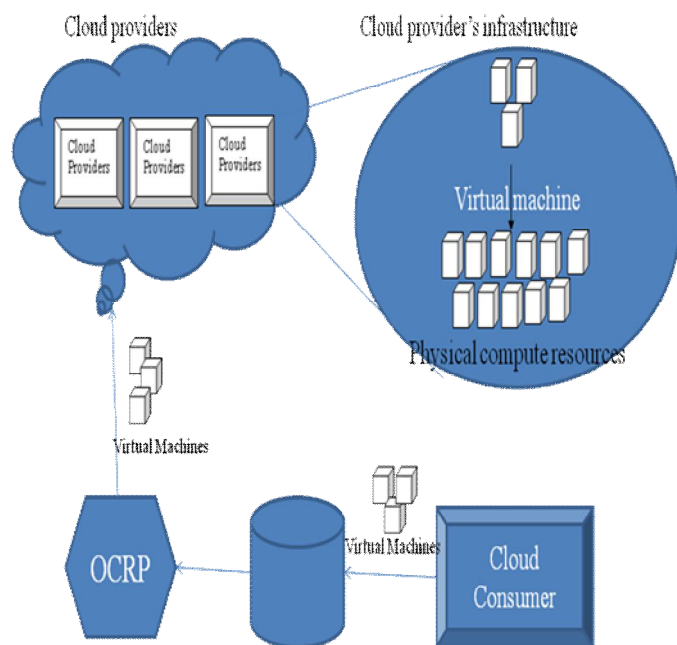 Cloud providers
Cloud provider's infrastructure
Cloud
Providers
Cloud
Providers
Cloud
Providers
Virtual machine
Physical compute resources
Virtual Machines
Virtual Machines
OCRP
Cloud
Consumer